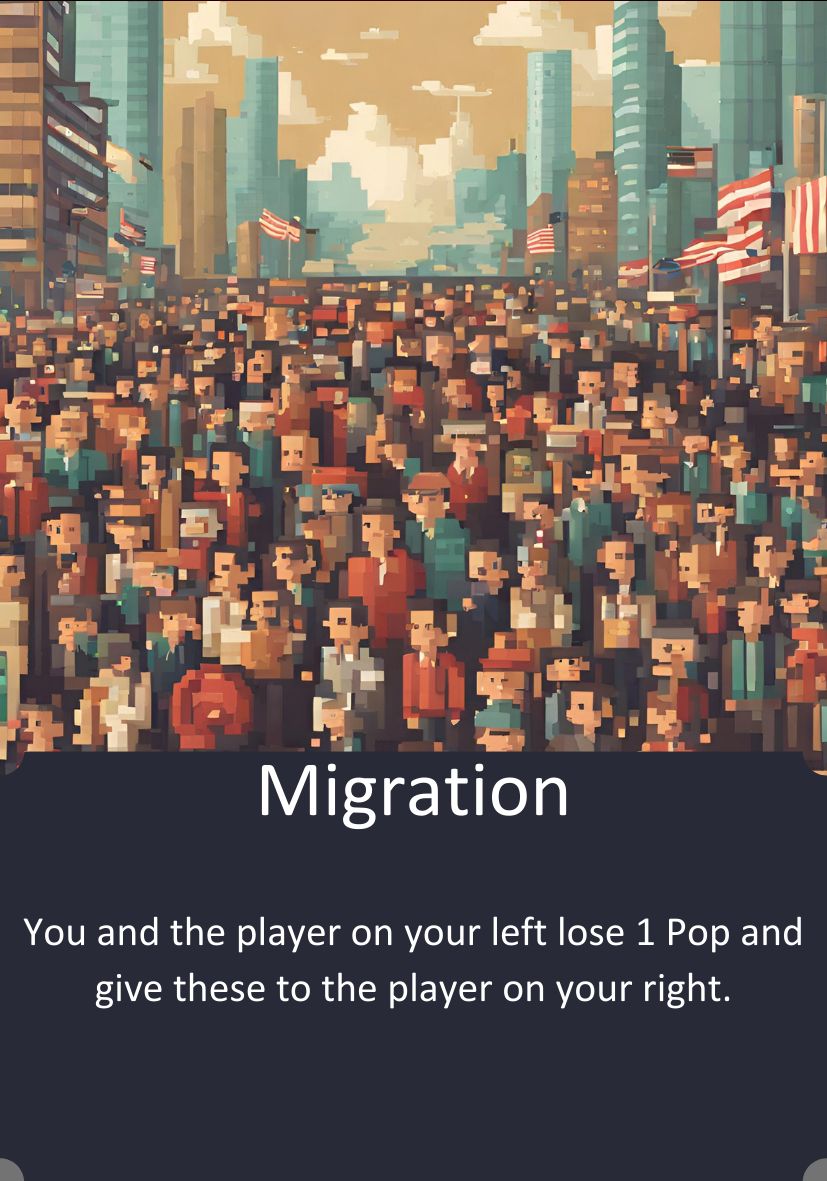 Migration
You and the player on your left lose 1 Pop and
give these to the player on your right.